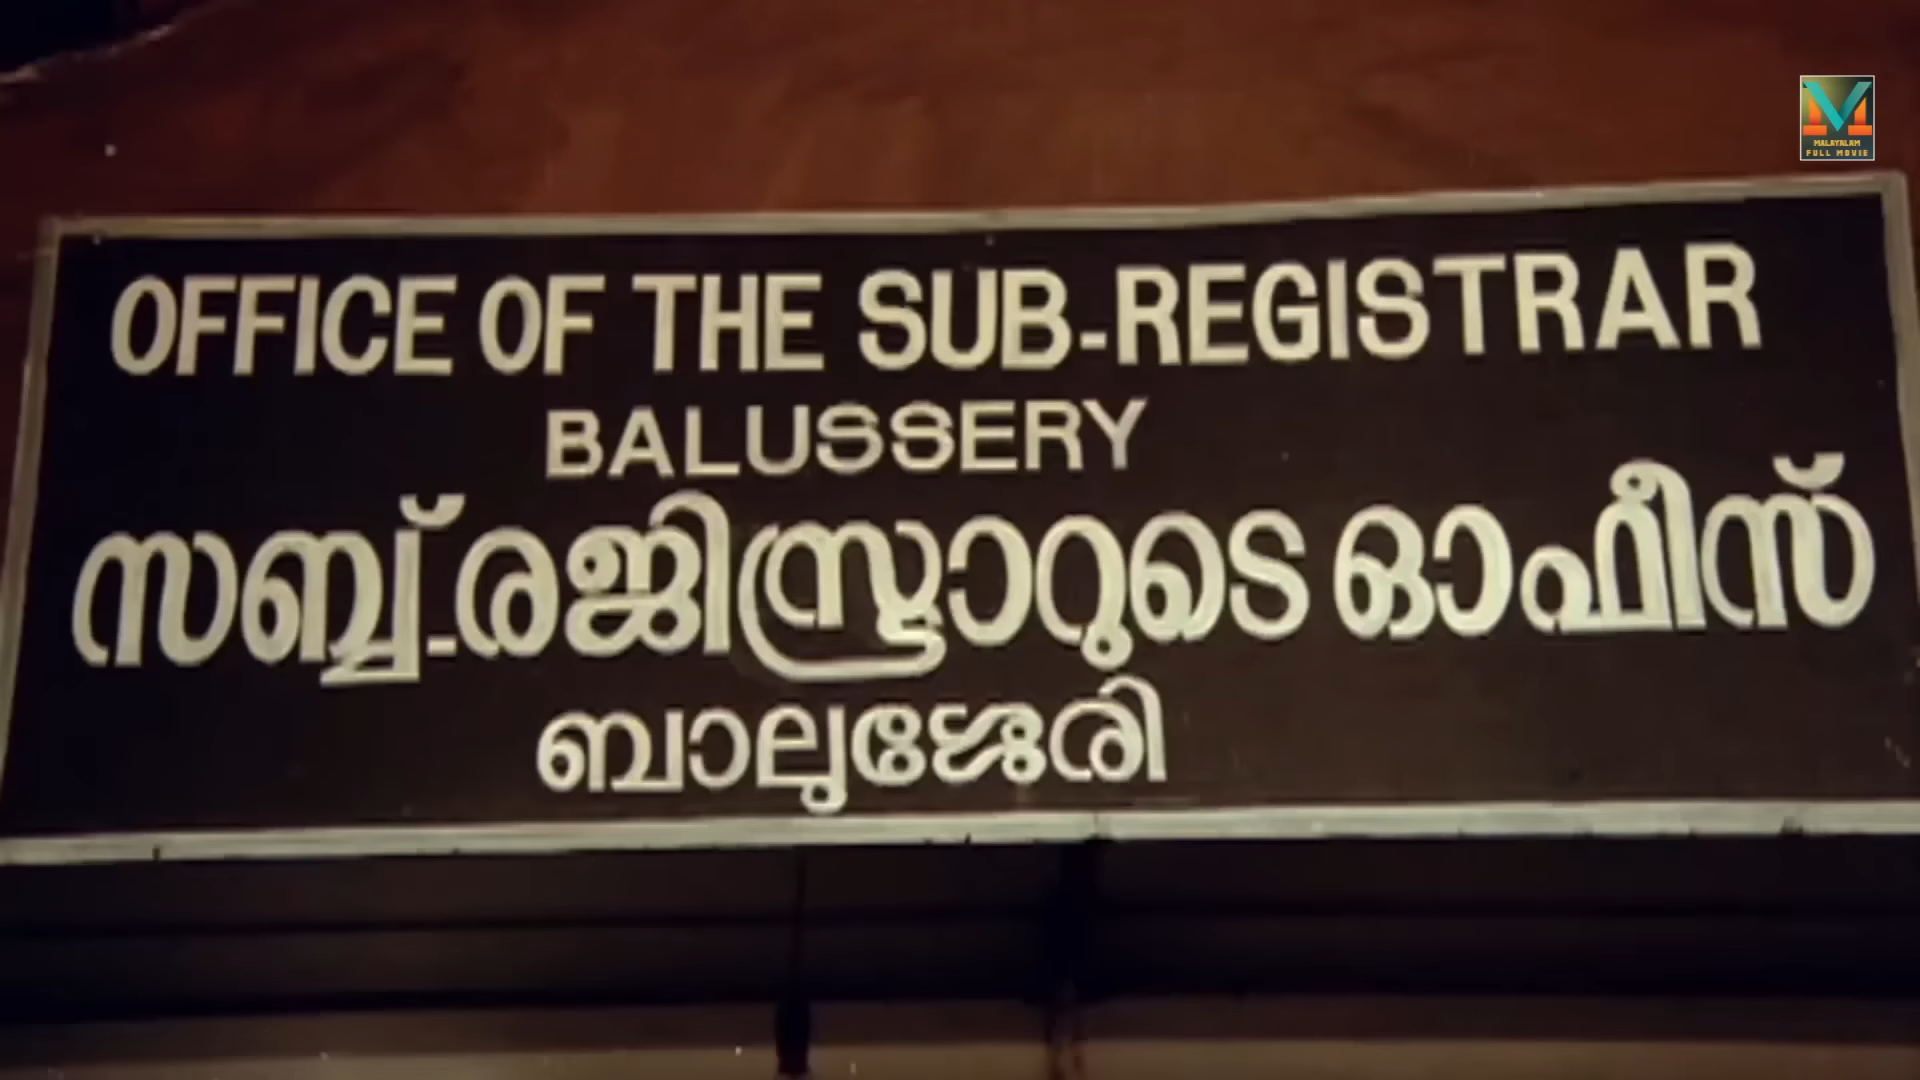 MALAYALAM
FULL MOVIE
OFFICE OF THE SUB-REGISTRAR
BALUSSERY
സബ്ബ്-രജിസ്ട്രാറുടെ ഓഫീസ്
ബാലുശ്ശേരി